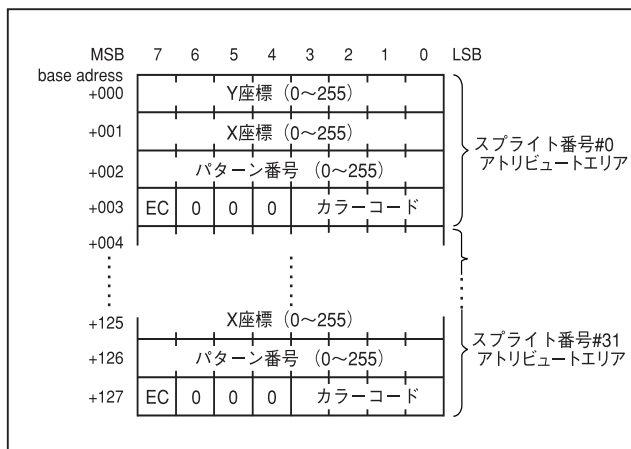 MSB 7 6 5 4 3 2 1 0 LSB
base adress
+000 Y座標 (0~255)
+001 X座標 (0~255)
スプライト番号#0
アトリビュートエリア
+002 パターン番号 (0~255)
+003 EC 0 0 0 カラーコード
+004
+125 X座標 (0~255)
+126 パターン番号 (0~255)
スプライト番号#31
アトリビュートエリア
+127 EC 0 0 0 カラーコード